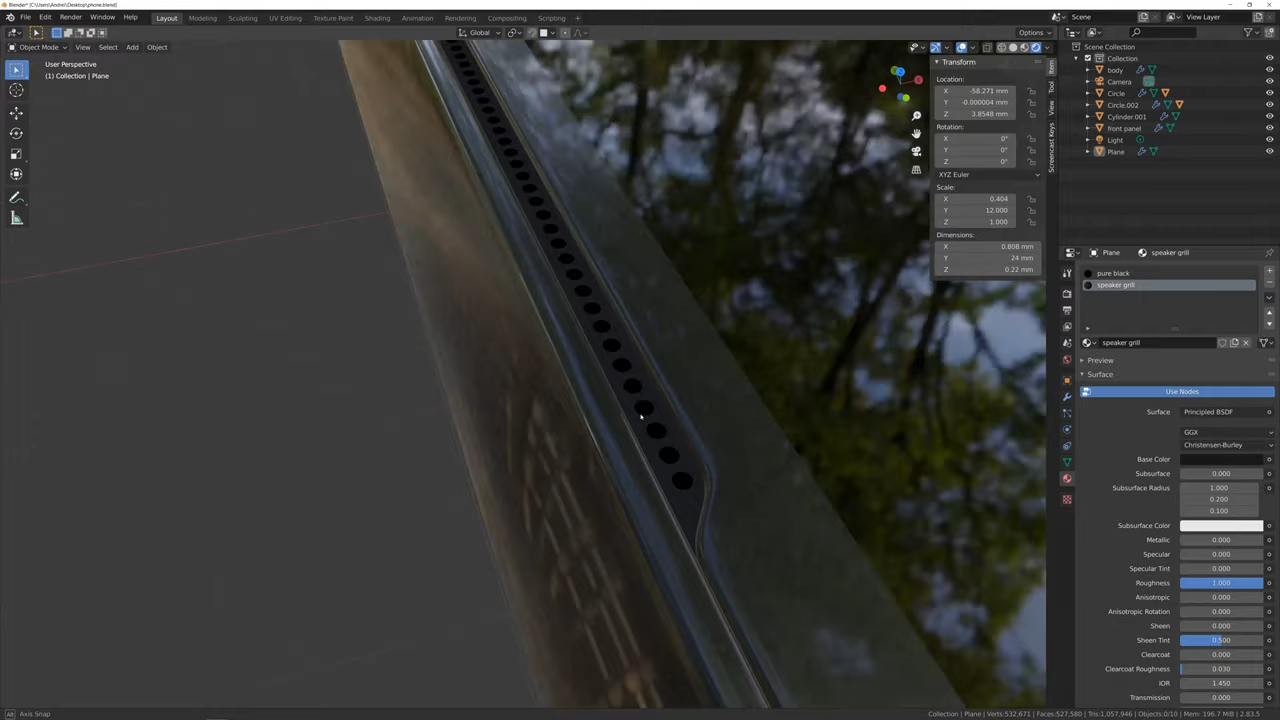 Blender* [C:\Users\Andrei\Desktop\phone.blend]
File Edit Render Window Help Layout Modeling Sculpting UV Editing Texture Paint Shading Animation Rendering Compositing Scripting + Scene View Layer
Global Options
Object Mode View Select Add Object
User Perspective
(1) Collection | Plane
Transform
Location:
X -58.271 mm
Y -0.000004 mm
Z 3.8548 mm
Rotation:
X 0°
Y 0°
Z 0°
XYZ Euler
Scale:
X 0.404
Y 12.000
Z 1.000
Dimensions:
X 0.808 mm
Y 24 mm
Z 0.22 mm
Item
Tool
View
Screencast Keys
Scene Collection
Collection
body
Camera
Circle
Circle.002
Cylinder.001
front panel
Light
Plane
Plane speaker grill
pure black
speaker grill
speaker grill
Preview
Surface
Use Nodes
Surface Principled BSDF
GGX
Christensen-Burley
Base Color
Subsurface 0.000
Subsurface Radius 1.000
0.200
0.100
Subsurface Color
Metallic 0.000
Specular 0.000
Specular Tint 0.000
Roughness 1.000
Anisotropic 0.000
Anisotropic Rotation 0.000
Sheen 0.000
Sheen Tint 0.500
Clearcoat 0.000
Clearcoat Roughness 0.030
IOR 1.450
Transmission 0.000
Axis Snap
Collection | Plane | Verts:532,671 | Faces:527,580 | Tris:1,057,946 | Objects:0/10 | Mem: 196.7 MiB | 2.83.5